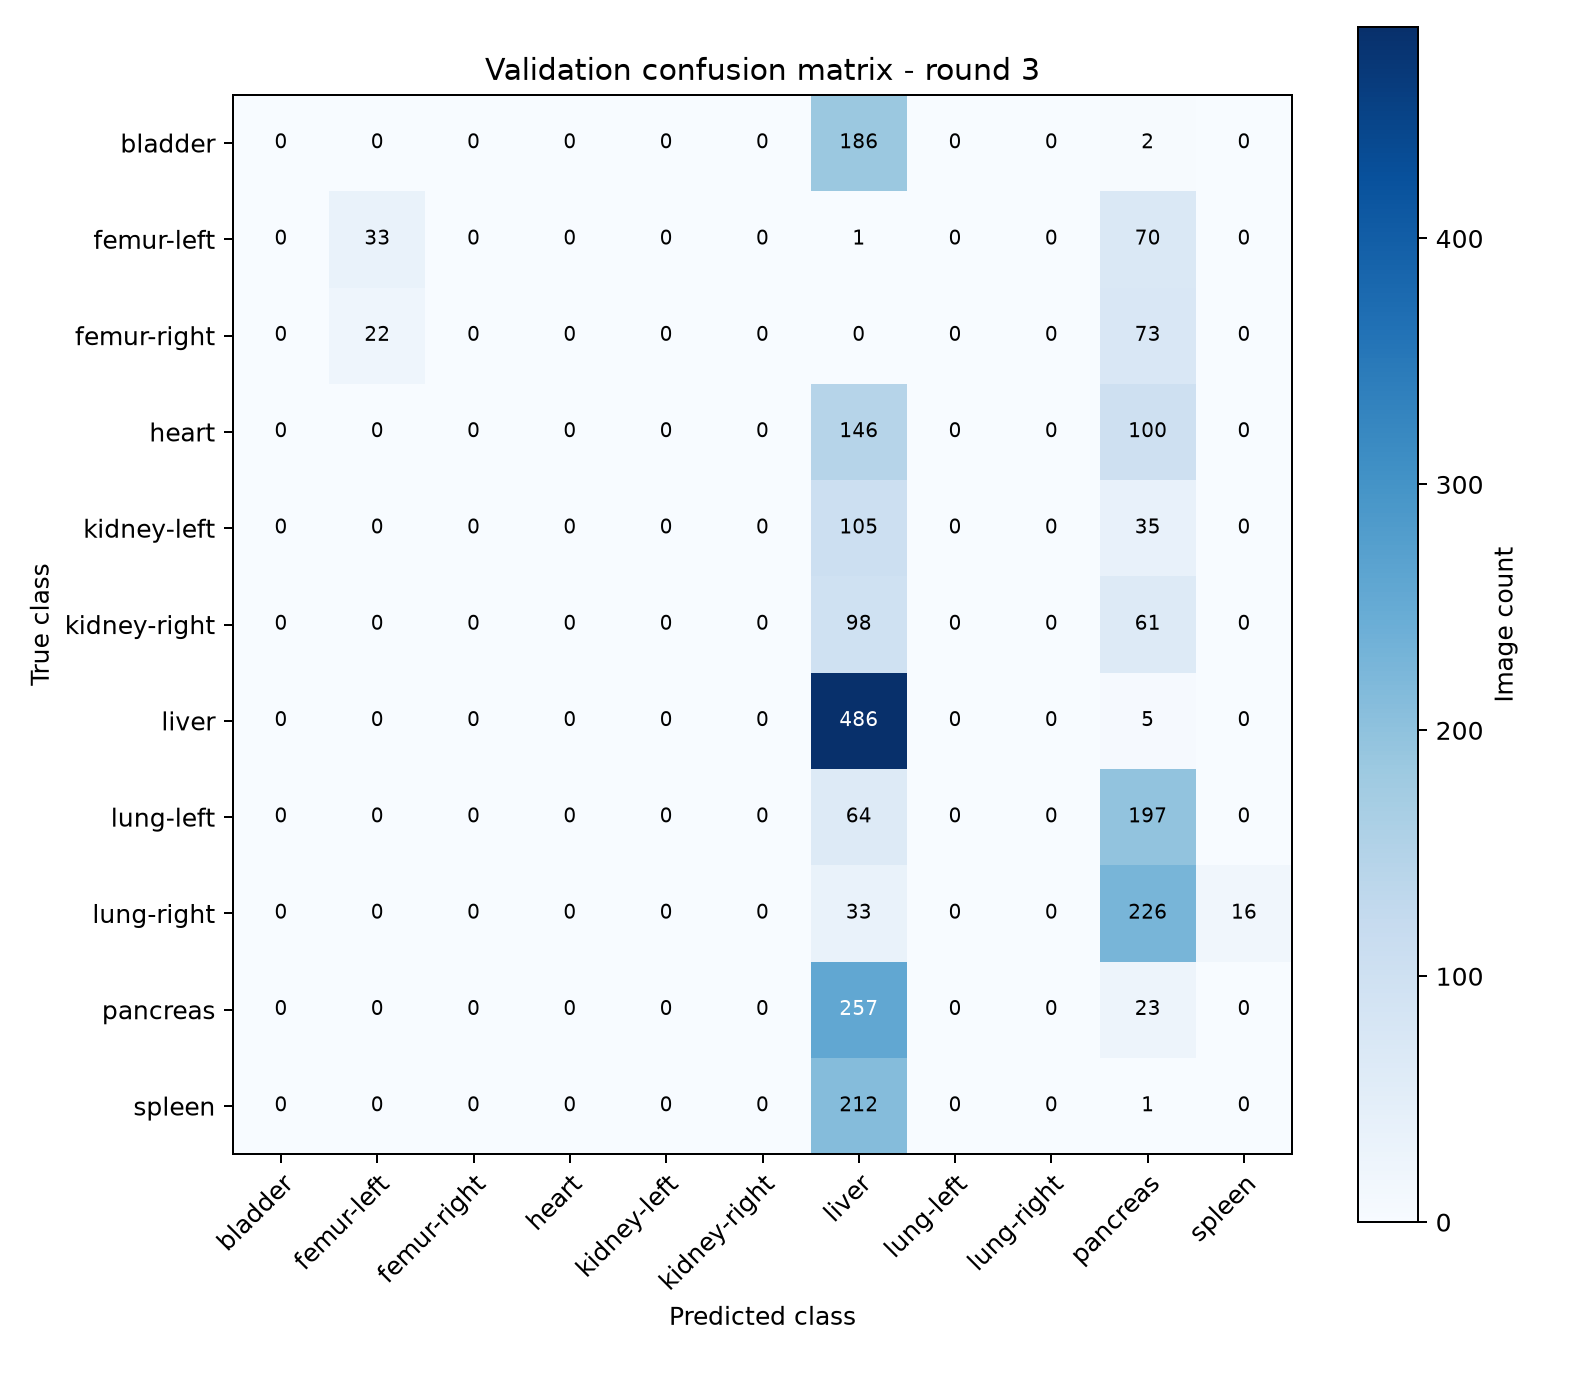 Validation confusion matrix - round 3
bladder 0 0 0 0 0 0 186 0 0 2 0
femur-left 0 33 0 0 0 0 1 0 0 70 0
femur-right 0 22 0 0 0 0 0 0 0 73 0
heart 0 0 0 0 0 0 146 0 0 100 0
kidney-left 0 0 0 0 0 0 105 0 0 35 0
kidney-right 0 0 0 0 0 0 98 0 0 61 0
liver 0 0 0 0 0 0 486 0 0 5 0
lung-left 0 0 0 0 0 0 64 0 0 197 0
lung-right 0 0 0 0 0 0 33 0 0 226 16
pancreas 0 0 0 0 0 0 257 0 0 23 0
spleen 0 0 0 0 0 0 212 0 0 1 0
True class
bladder femur-left femur-right heart kidney-left kidney-right liver lung-left lung-right pancreas spleen
Predicted class
400
300
200
100
0
Image count